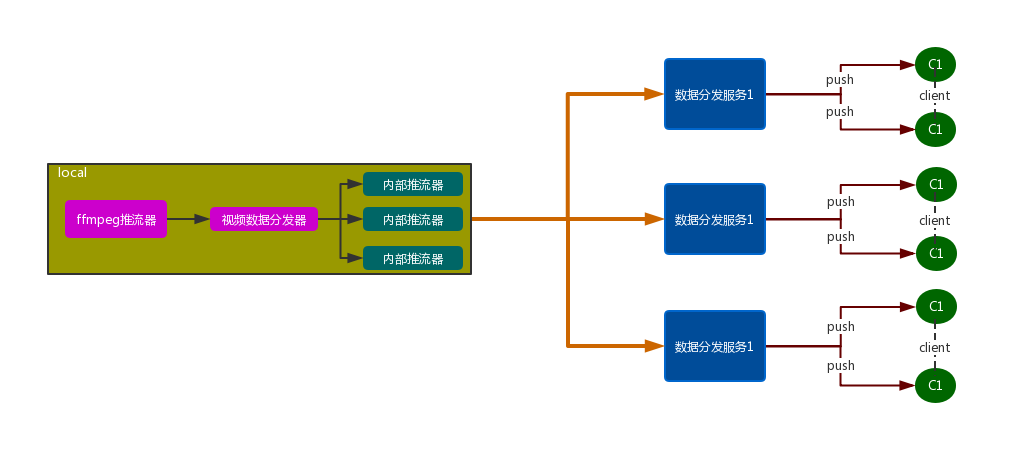 local
ffmpeg推流器
视频数据分发器
内部推流器
内部推流器
内部推流器
数据分发服务1
push
push
C1
client
C1
数据分发服务1
push
push
C1
client
C1
数据分发服务1
push
push
C1
client
C1